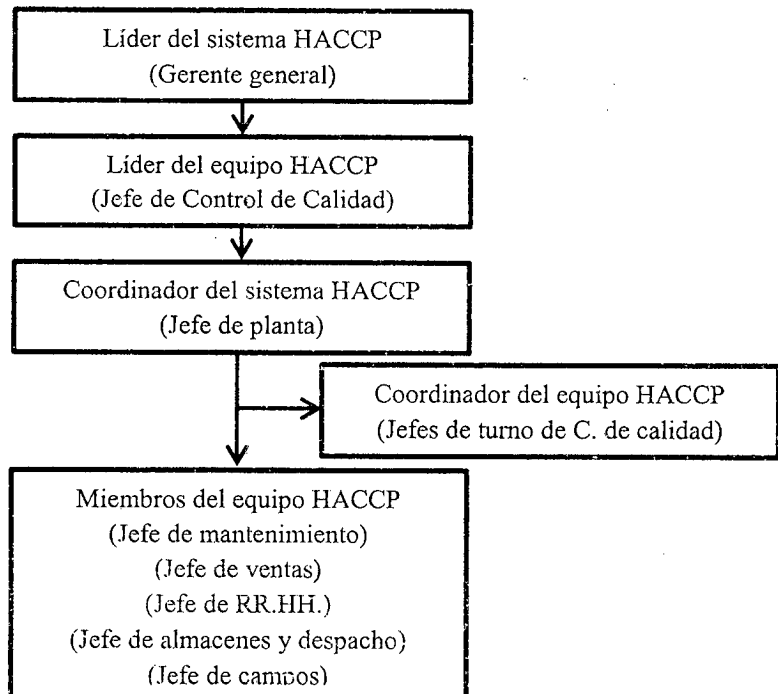 Líder del sistema HACCP
(Gerente general)
Líder del equipo HACCP
(Jefe de Control de Calidad)
Coordinador del sistema HACCP
(Jefe de planta)
Coordinador del equipo HACCP
(Jefes de turno de C. de calidad)
Miembros del equipo HACCP
(Jefe de mantenimiento)
(Jefe de ventas)
(Jefe de RR.HH.)
(Jefe de almacenes y despacho)
(Jefe de campos)